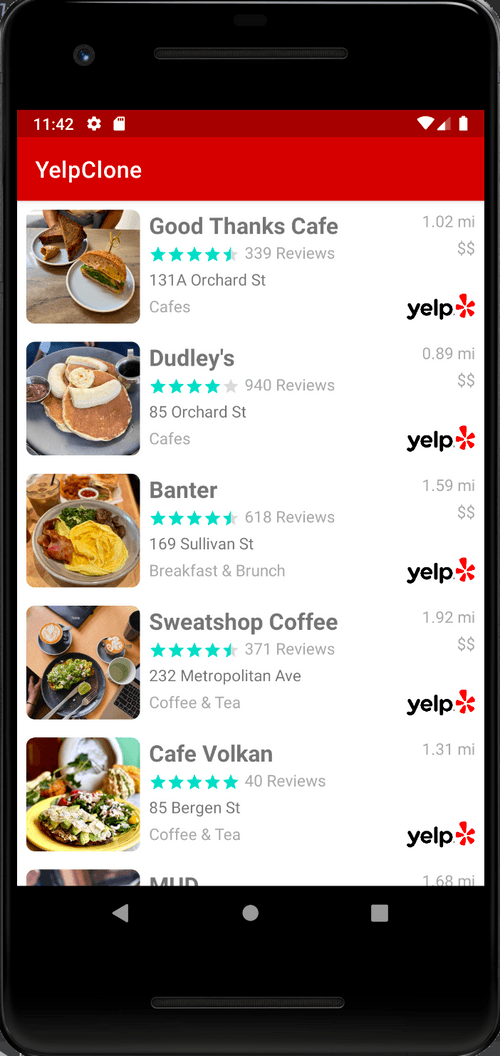 11:42
YelpClone
Good Thanks Cafe 1.02 mi
339 Reviews $$
131A Orchard St
Cafes yelp
Dudley's 0.89 mi
940 Reviews $$
85 Orchard St
Cafes yelp
Banter 1.59 mi
618 Reviews $$
169 Sullivan St
Breakfast & Brunch yelp
Sweatshop Coffee 1.92 mi
371 Reviews $$
232 Metropolitan Ave
Coffee & Tea yelp
Cafe Volkan 1.31 mi
40 Reviews
85 Bergen St
Coffee & Tea yelp
MUD 1.68 mi